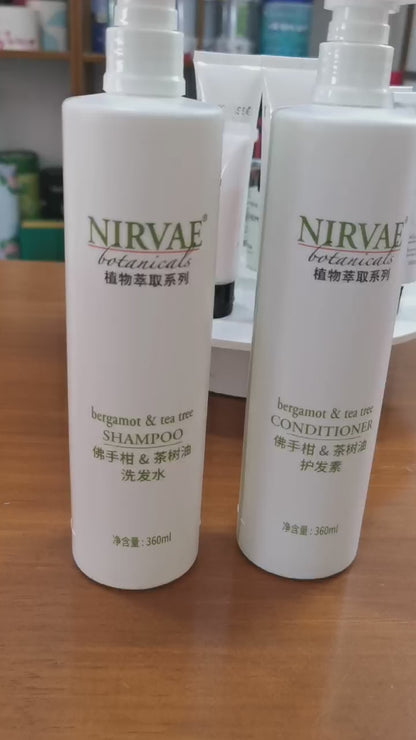 NIRVAE®
botanicals
植物萃取系列
bergamot & tea tree
SHAMPOO
佛手柑 & 茶树油
洗发水
净含量 : 360ml
NIRVAE®
botanicals
植物萃取系列
bergamot & tea tree
CONDITIONER
佛手柑 & 茶树油
护发素
净含量 : 360ml